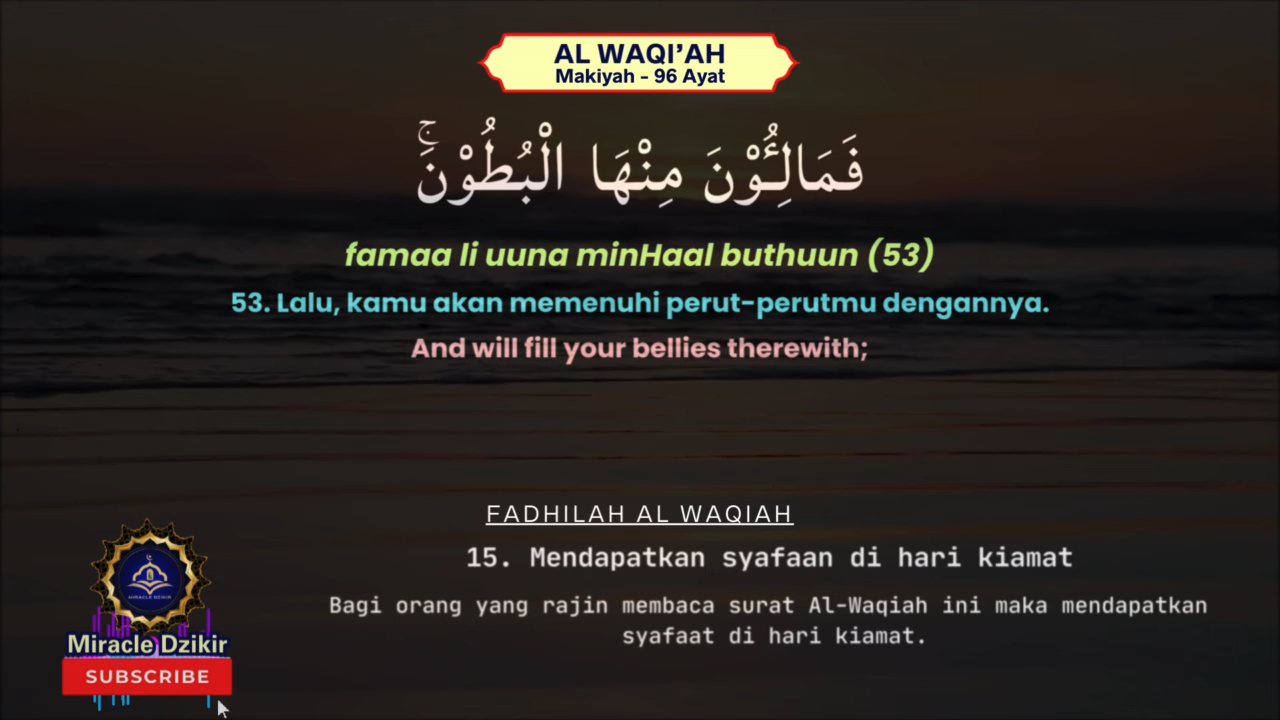 AL WAQI’AH
Makiyah - 96 Ayat
فَمَالِـُٔوْنَ مِنْهَا الْبُطُوْنَۚ
famaa li uuna minHaal buthuun (53)
53. Lalu, kamu akan memenuhi perut-perutmu dengannya.
And will fill your bellies therewith;
FADHILAH AL WAQIAH
15. Mendapatkan syafaan di hari kiamat
Bagi orang yang rajin membaca surat Al-Waqiah ini maka mendapatkan
syafaat di hari kiamat.
MIRACLE DZIKIR
Miracle Dzikir
SUBSCRIBE